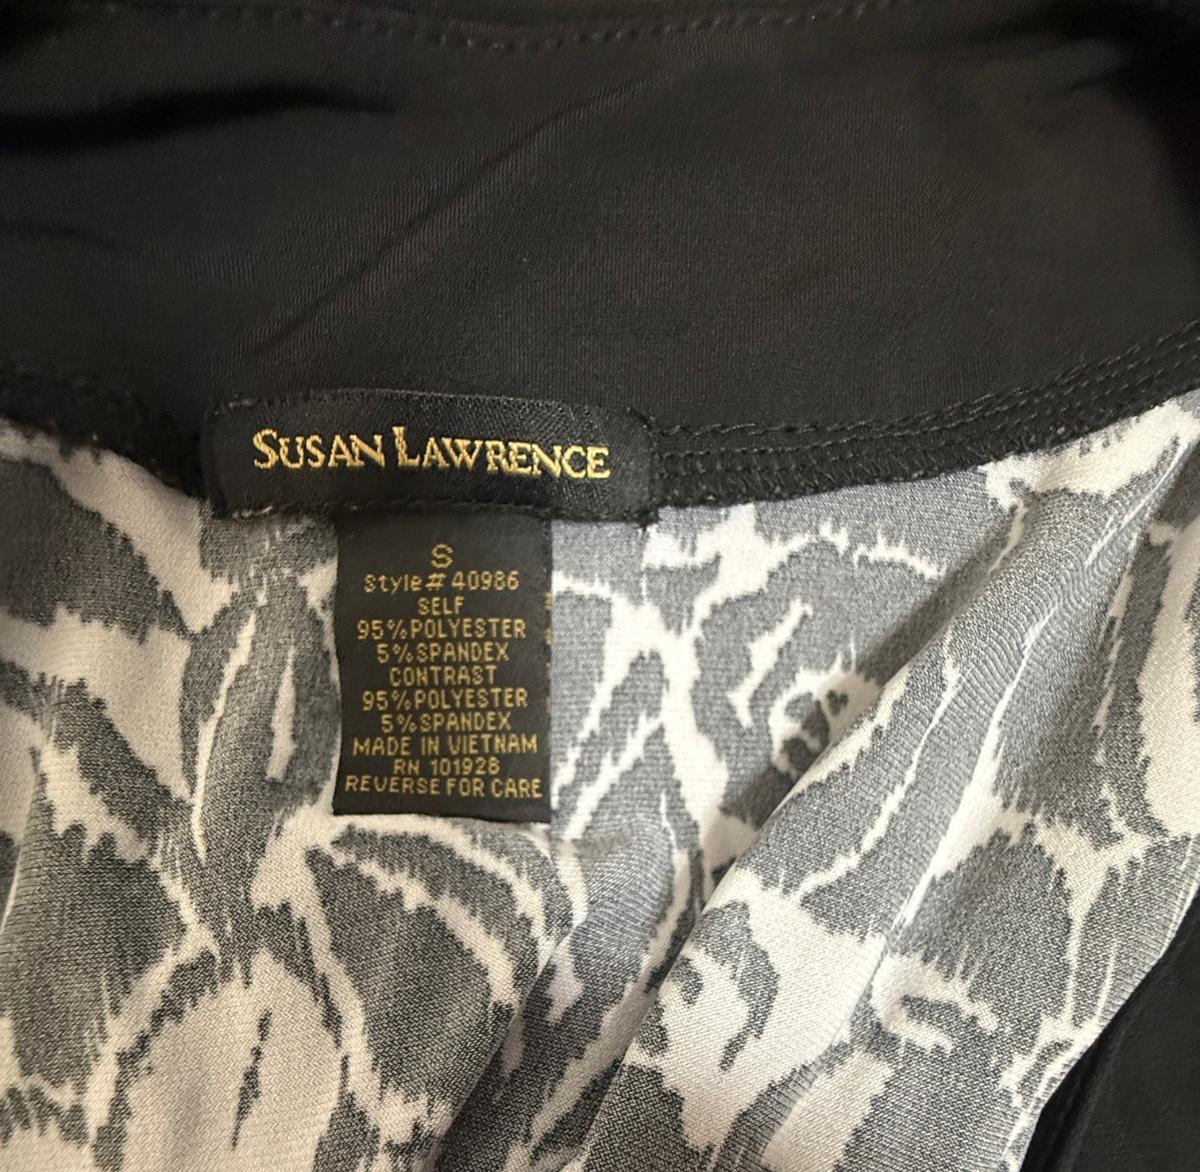 SUSAN LAWRENCE
S
Style# 40986
SELF
95% POLYESTER
5% SPANDEX
CONTRAST
95% POLYESTER
5% SPANDEX
MADE IN VIETNAM
RN 101928
REVERSE FOR CARE